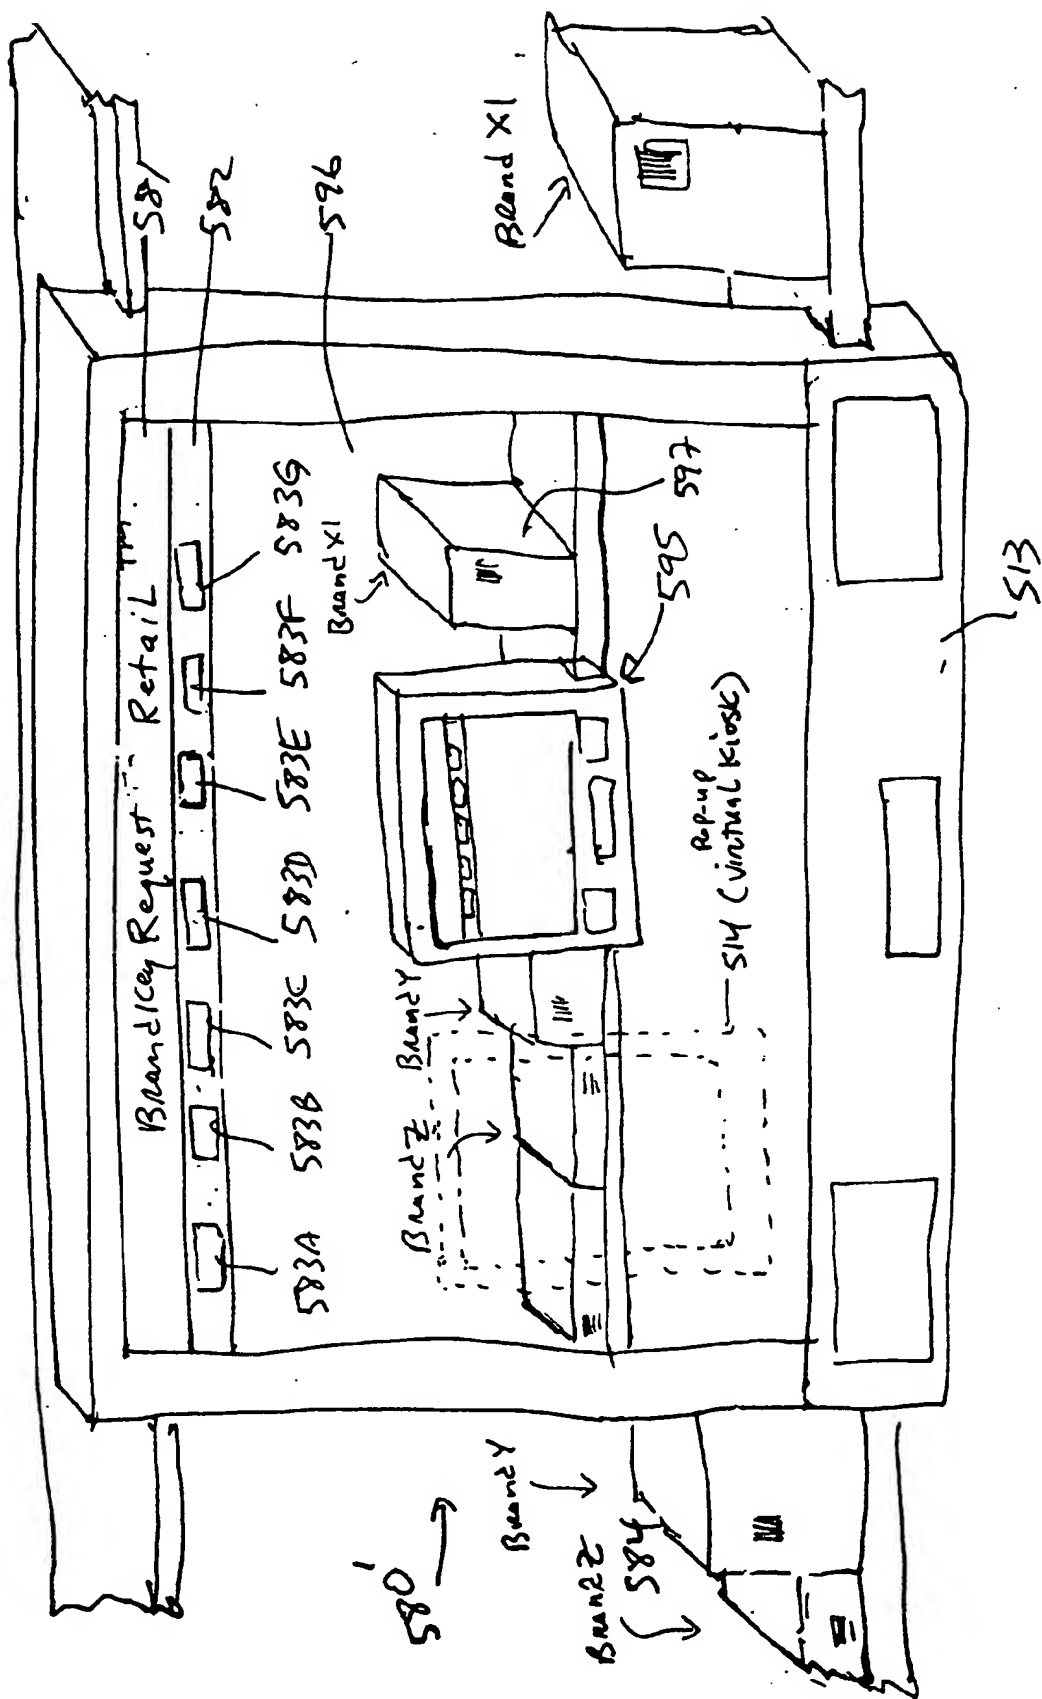 BrandKey Request Retail TM.
581
582
596
583A 583B 583C 583D 583E 583F 583G
Brand X1
Brand X1
597
595
Brand Y
Brand Z
Pop-up
514 (virtual Kiosk)
580'
Brand Y
Brand Z
584
513